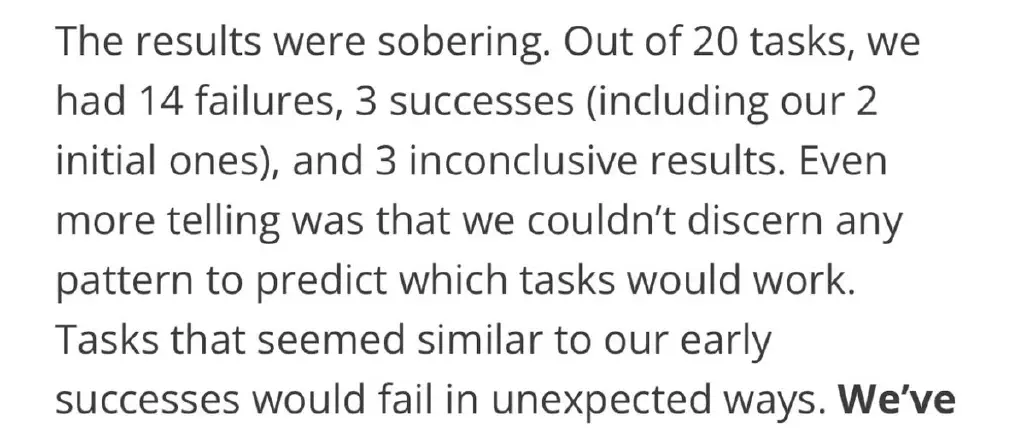 The results were sobering. Out of 20 tasks, we
had 14 failures, 3 successes (including our 2
initial ones), and 3 inconclusive results. Even
more telling was that we couldn’t discern any
pattern to predict which tasks would work.
Tasks that seemed similar to our early
successes would fail in unexpected ways. We’ve